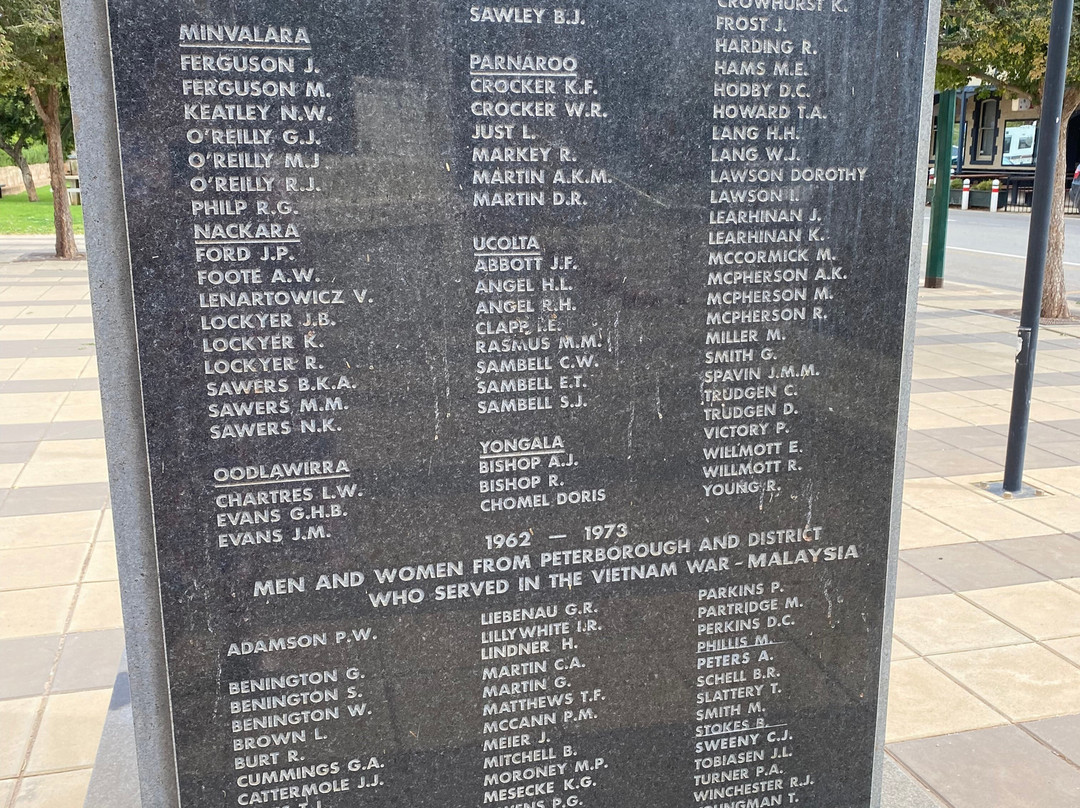 MINVALARA
FERGUSON J.
FERGUSON M.
KEATLEY N.W.
O'REILLY G.J.
O'REILLY M.J
O'REILLY R.J.
PHILP R.G.
NACKARA
FORD J.P.
FOOTE A.W.
LENARTOWICZ V.
LOCKYER J.B.
LOCKYER K.
LOCKYER R.
SAWERS B.K.A.
SAWERS M.M.
SAWERS N.K.
OODLAWIRRA
CHARTRES L.W.
EVANS G.H.B.
EVANS J.M.
SAWLEY B.J.
PARNAROO
CROCKER K.F.
CROCKER W.R.
JUST L.
MARKEY R.
MARTIN A.K.M.
MARTIN D.R.
UCOLTA
ABBOTT J.F.
ANGEL H.L.
ANGEL R.H.
CLAPP I.E.
RASMUS M.M.
SAMBELL C.W.
SAMBELL E.T.
SAMBELL S.J.
YONGALA
BISHOP A.J.
BISHOP R.
CHOMEL DORIS
CROWHURST K.
FROST J.
HARDING R.
HAMS M.E.
HODBY D.C.
HOWARD T.A.
LANG H.H.
LANG W.J.
LAWSON DOROTHY
LAWSON I.
LEARHINAN J.
LEARHINAN K.
MCCORMICK M.
MCPHERSON A.K.
MCPHERSON M.
MCPHERSON R.
MILLER M.
SMITH G.
SPAVIN J.M.M.
TRUDGEN C.
TRUDGEN D.
VICTORY P.
WILLMOTT E.
WILLMOTT R.
YOUNG R.
1962 — 1973
MEN AND WOMEN FROM PETERBOROUGH AND DISTRICT
WHO SERVED IN THE VIETNAM WAR - MALAYSIA
ADAMSON P.W.
BENINGTON G.
BENINGTON S.
BENINGTON W.
BROWN L.
BURT R.
CUMMINGS G.A.
CATTERMOLE J.J.
LIEBENAU G.R.
LILLYWHITE I.R.
LINDNER H.
MARTIN C.A.
MARTIN G.
MATTHEWS T.F.
MCCANN P.M.
MEIER J.
MITCHELL B.
MORONEY M.P.
MESECKE K.G.
P.G.
PARKINS P.
PARTRIDGE M.
PERKINS D.C.
PHILLIS M.
PETERS A.
SCHELL B.R.
SLATTERY T.
SMITH M.
STOKES B.
SWEENY C.J.
TOBIASEN J.L.
TURNER P.A.
WINCHESTER R.J.
YOUNGMAN T.